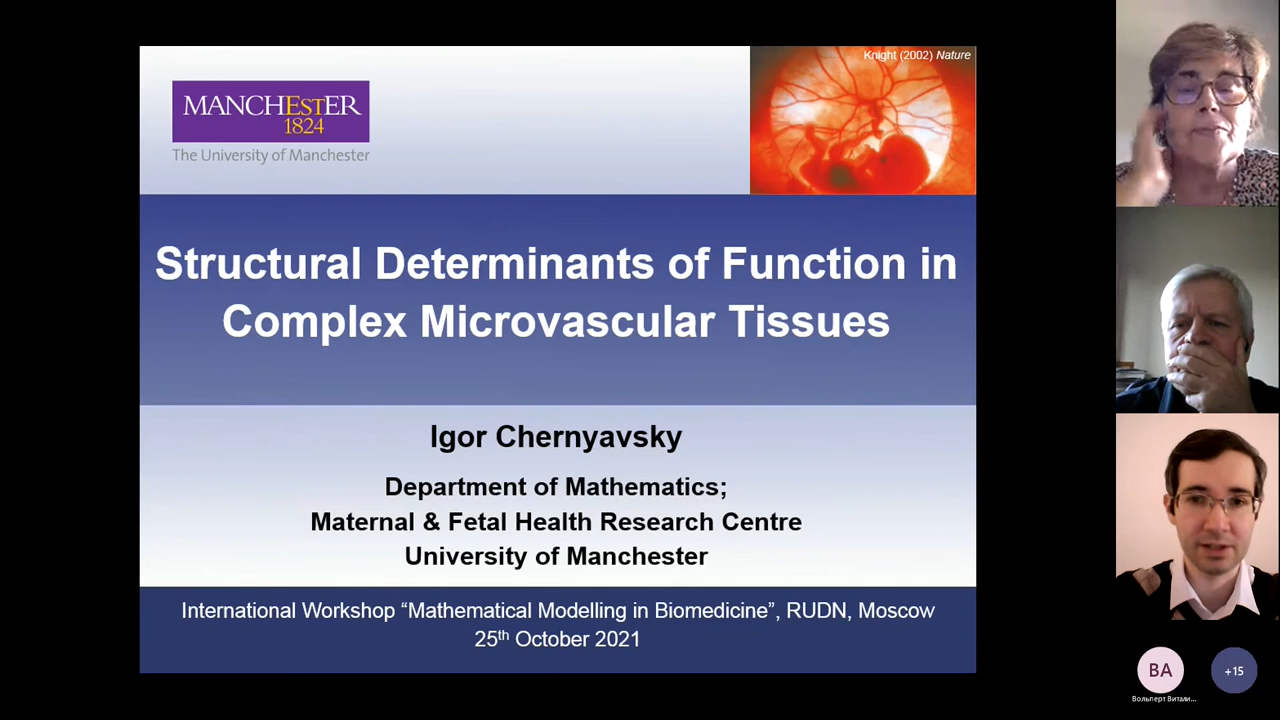 Knight (2002) Nature
MANCHESTER
1824
The University of Manchester
Structural Determinants of Function in
Complex Microvascular Tissues
Igor Chernyavsky
Department of Mathematics;
Maternal & Fetal Health Research Centre
University of Manchester
International Workshop “Mathematical Modelling in Biomedicine”, RUDN, Moscow
25th October 2021
BA
+15
Вольперт Витали...